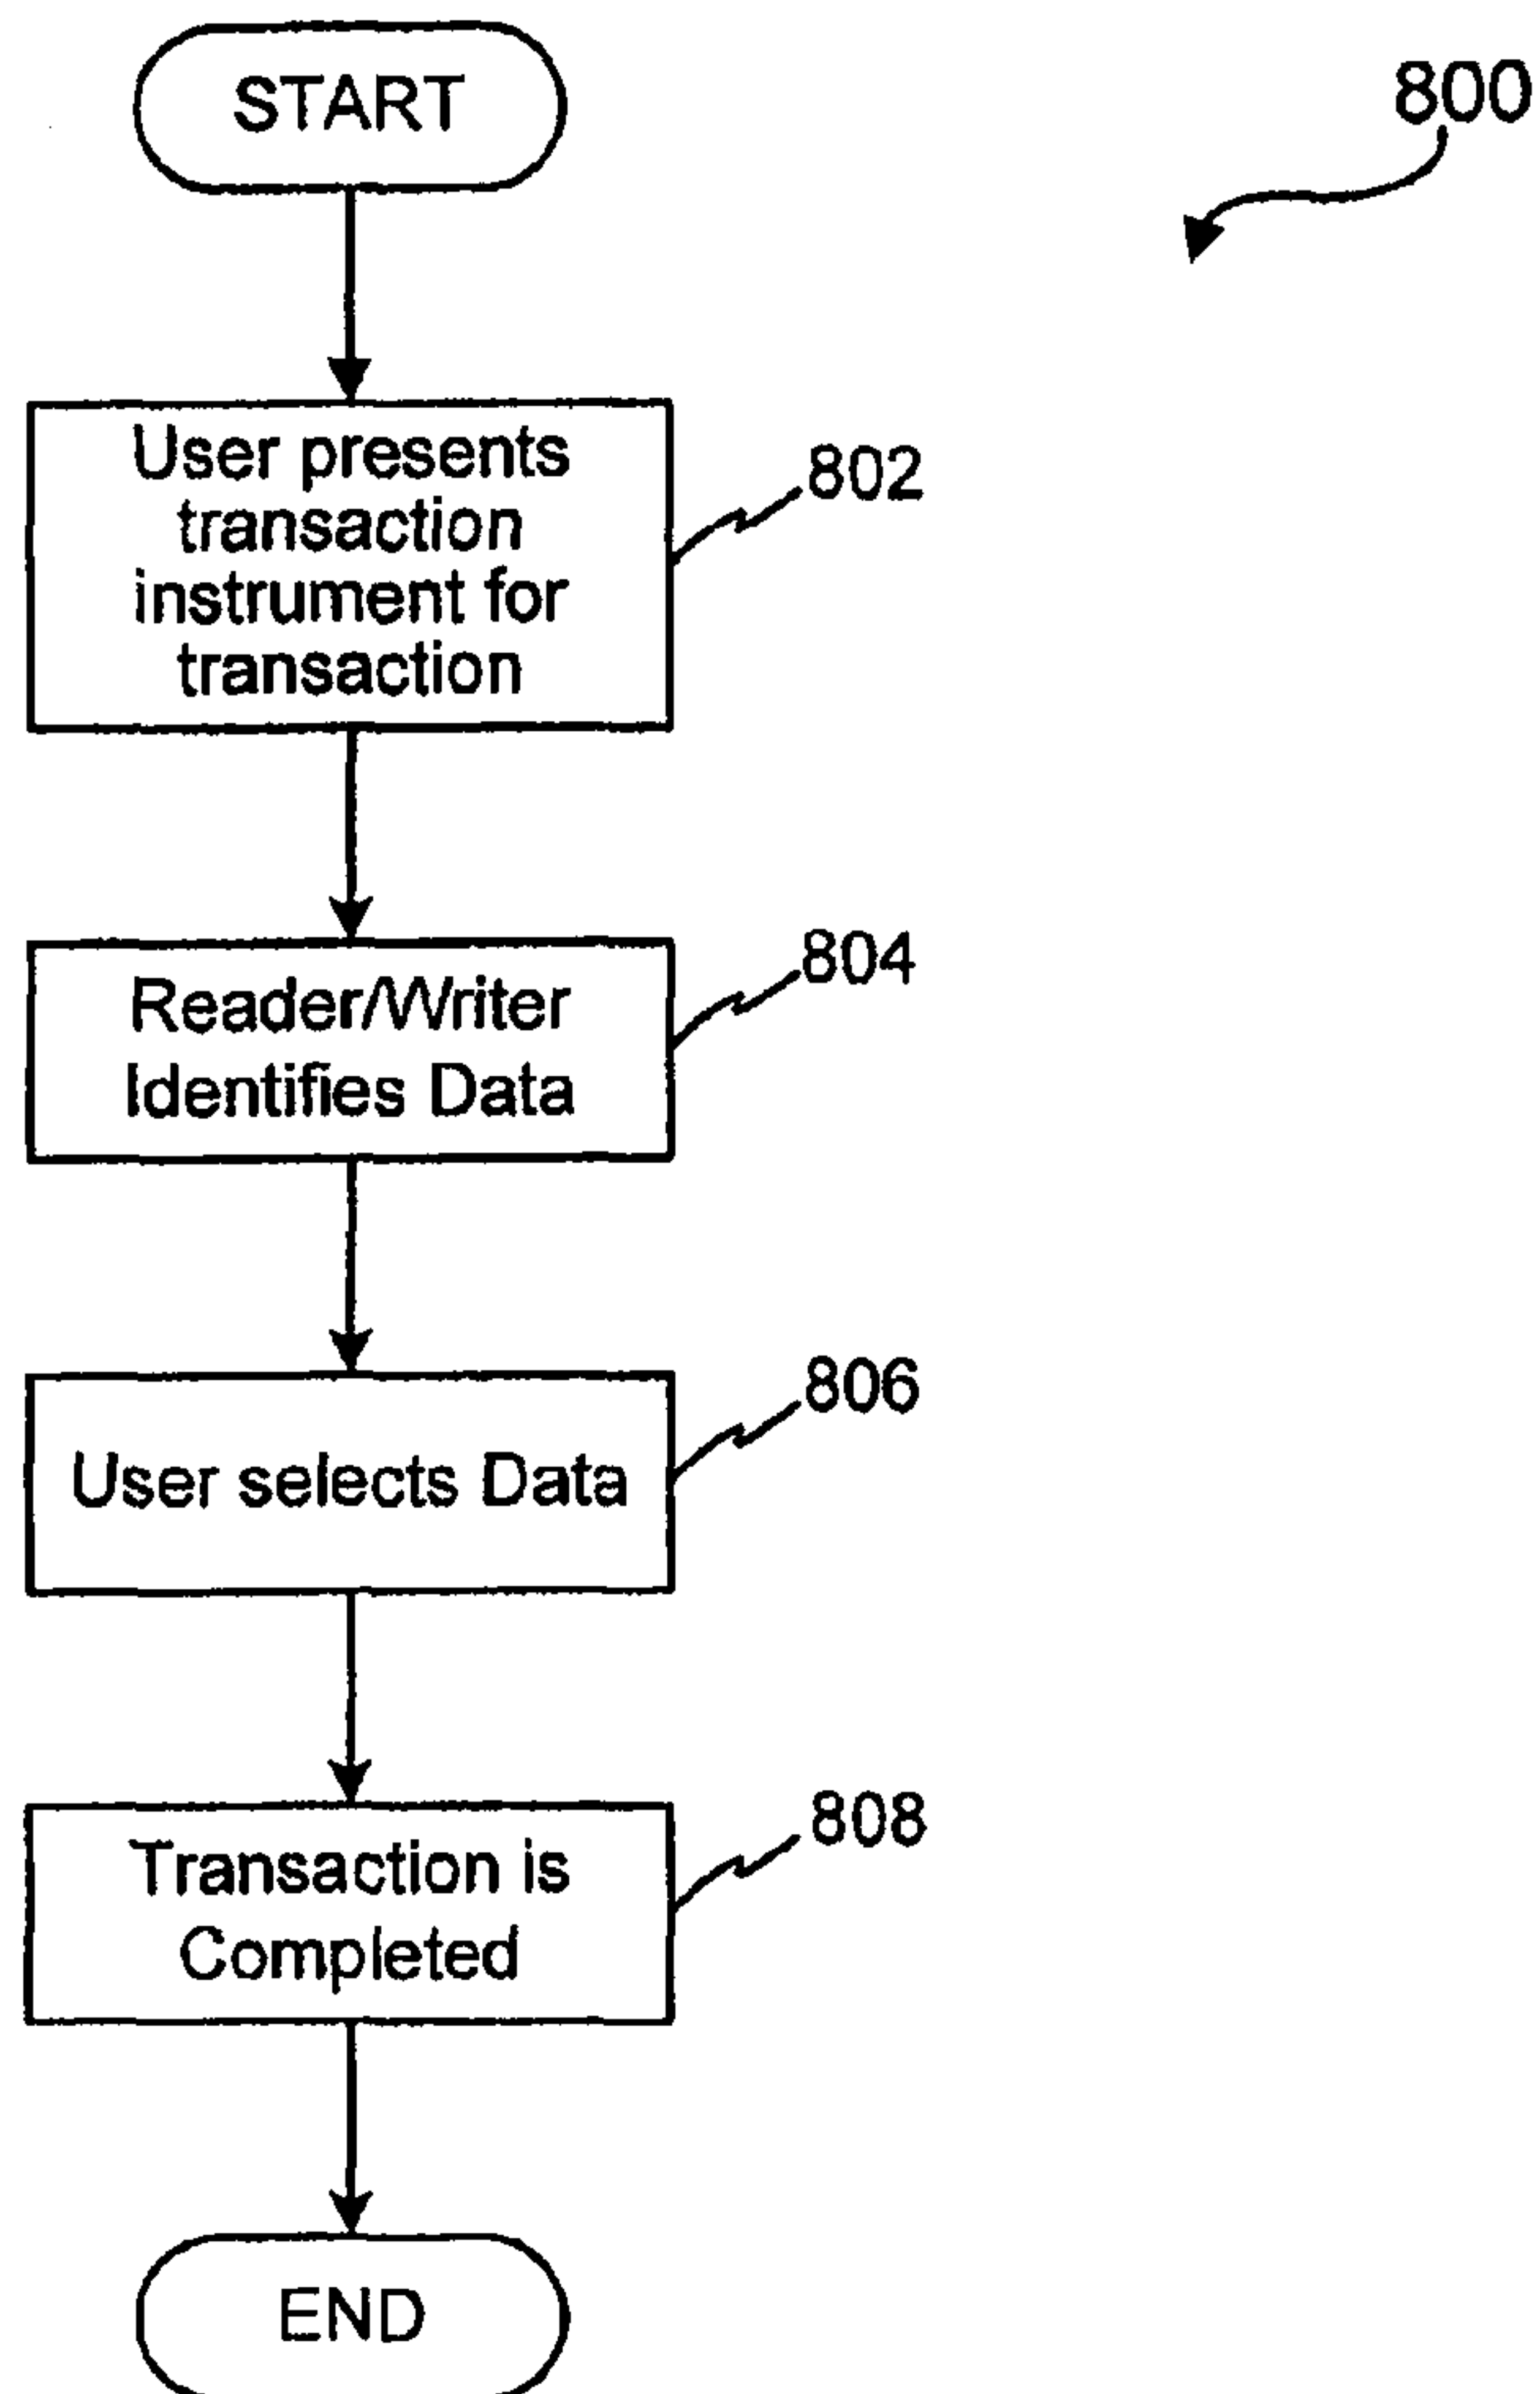 START
800
User presents
transaction
instrument for
transaction
802
Reader/Writer
Identifies Data
804
User selects Data
806
Transaction is
Completed
808
END